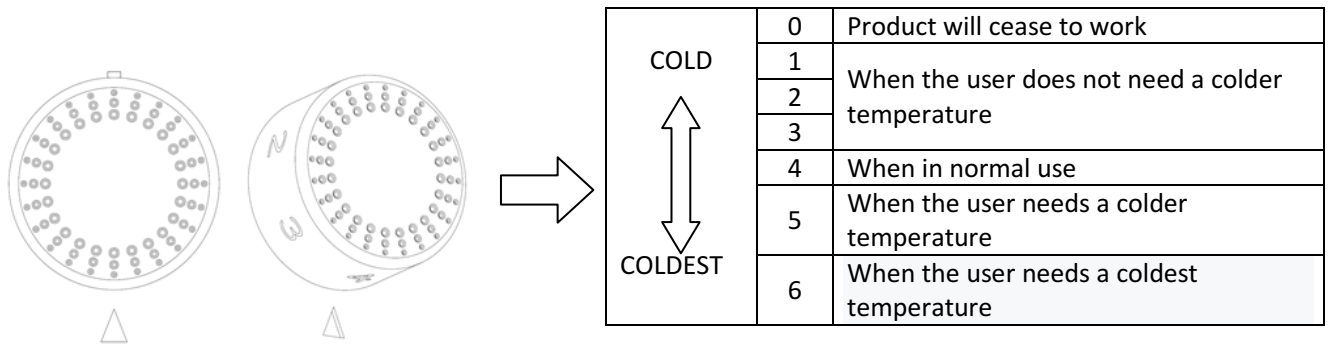 COLD
COLDEST
0 Product will cease to work
1
2
3
When the user does not need a colder
temperature
4 When in normal use
5 When the user needs a colder
temperature
6 When the user needs a coldest
temperature
2
3